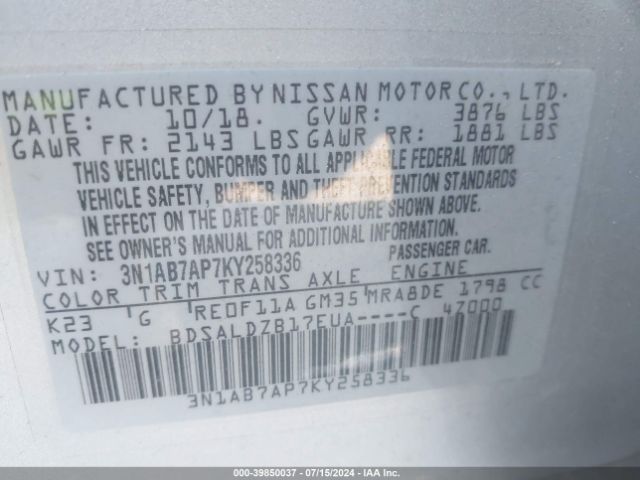 MANUFACTURED BY NISSAN MOTOR CO., LTD.
DATE: 10/18. GVWR: 3876 LBS
GAWR FR: 2143 LBS GAWR RR: 1881 LBS
THIS VEHICLE CONFORMS TO ALL APPLICABLE FEDERAL MOTOR
VEHICLE SAFETY, BUMPER AND THEFT PREVENTION STANDARDS
IN EFFECT ON THE DATE OF MANUFACTURE SHOWN ABOVE.
SEE OWNER'S MANUAL FOR ADDITIONAL INFORMATION.
VIN: 3N1AB7AP7KY258336 PASSENGER CAR.
COLOR TRIM TRANS AXLE ENGINE
K23 G RE0F11A GM35 MRA8DE 1798 CC
MODEL: BDSALDZB17EUA----C 4Z000
3N1AB7AP7KY258336
000-39850037 - 07/15/2024 - IAA Inc.